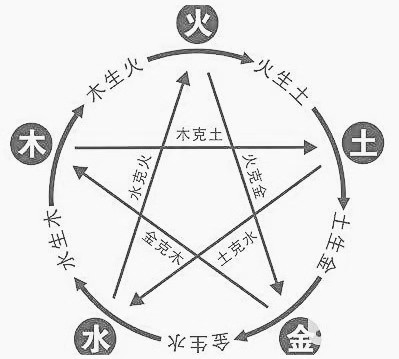 火
木生火
火生土
木
土
木克土
水克火
火克金
金克木
土克水
水生木
土生金
金生水
水
金